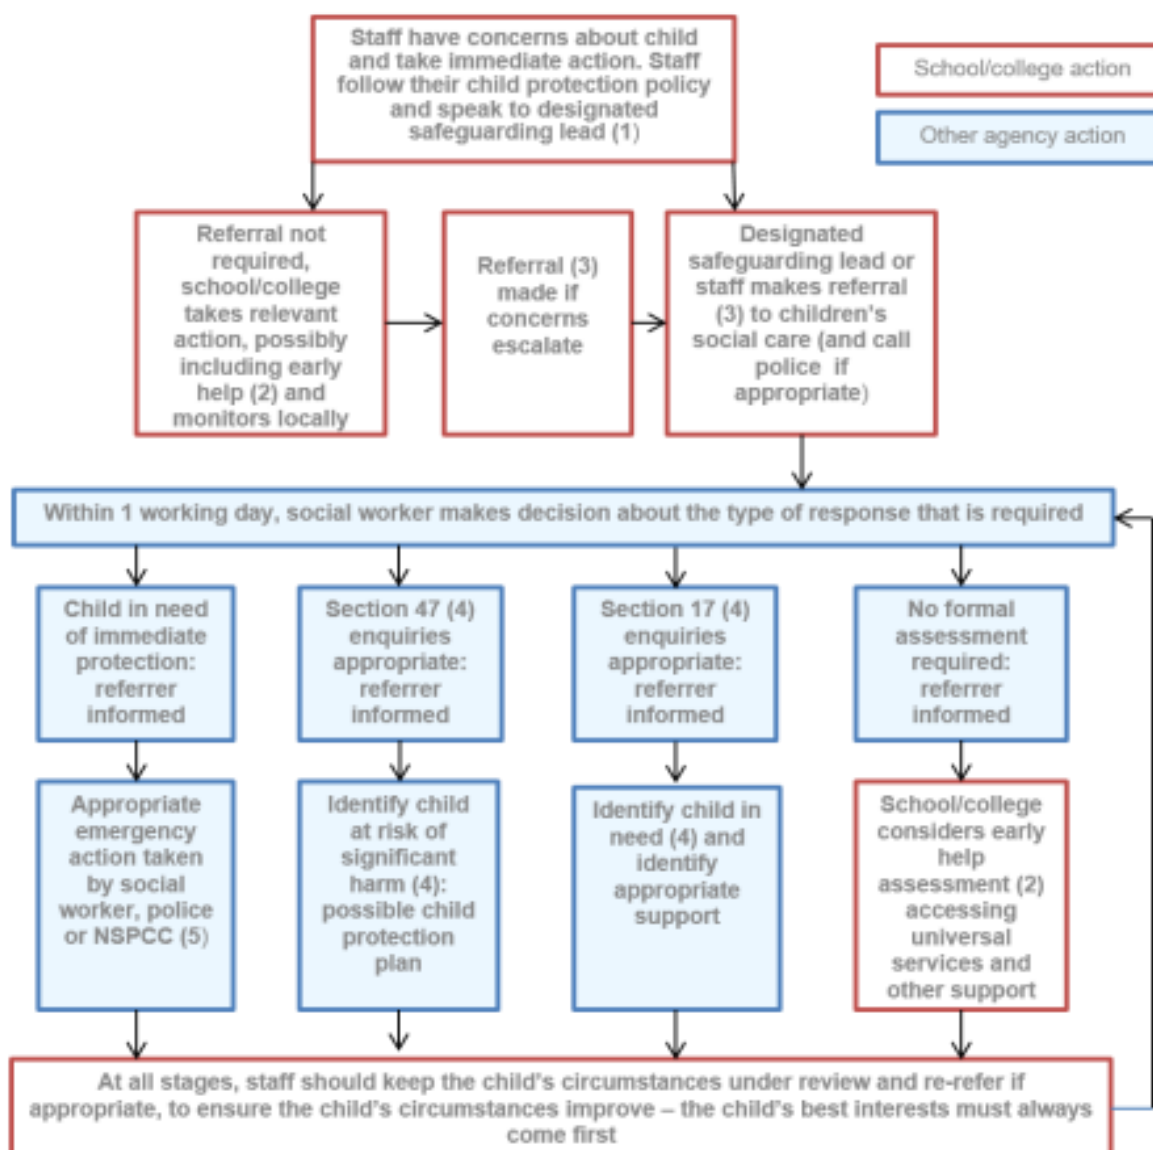 Staff have concerns about child
and take immediate action. Staff
follow their child protection policy
and speak to designated
safeguarding lead (1)
School/college action
Other agency action
Referral not
required,
school/college
takes relevant
action, possibly
including early
help (2) and
monitors locally
Referral (3)
made if
concerns
escalate
Designated
safeguarding lead or
staff makes referral
(3) to children's
social care (and call
police if
appropriate)
Within 1 working day, social worker makes decision about the type of response that is required
Child in need
of immediate
protection:
referrer
informed
Section 47 (4)
enquiries
appropriate:
referrer
informed
Section 17 (4)
enquiries
appropriate:
referrer
informed
No formal
assessment
required:
referrer
informed
Appropriate
emergency
action taken
by social
worker, police
or NSPCC (5)
Identify child
at risk of
significant
harm (4):
possible child
protection
plan
Identify child in
need (4) and
identify
appropriate
support
School/college
considers early
help
assessment (2)
accessing
universal
services and
other support
At all stages, staff should keep the child's circumstances under review and re-refer if
appropriate, to ensure the child's circumstances improve – the child's best interests must always
come first